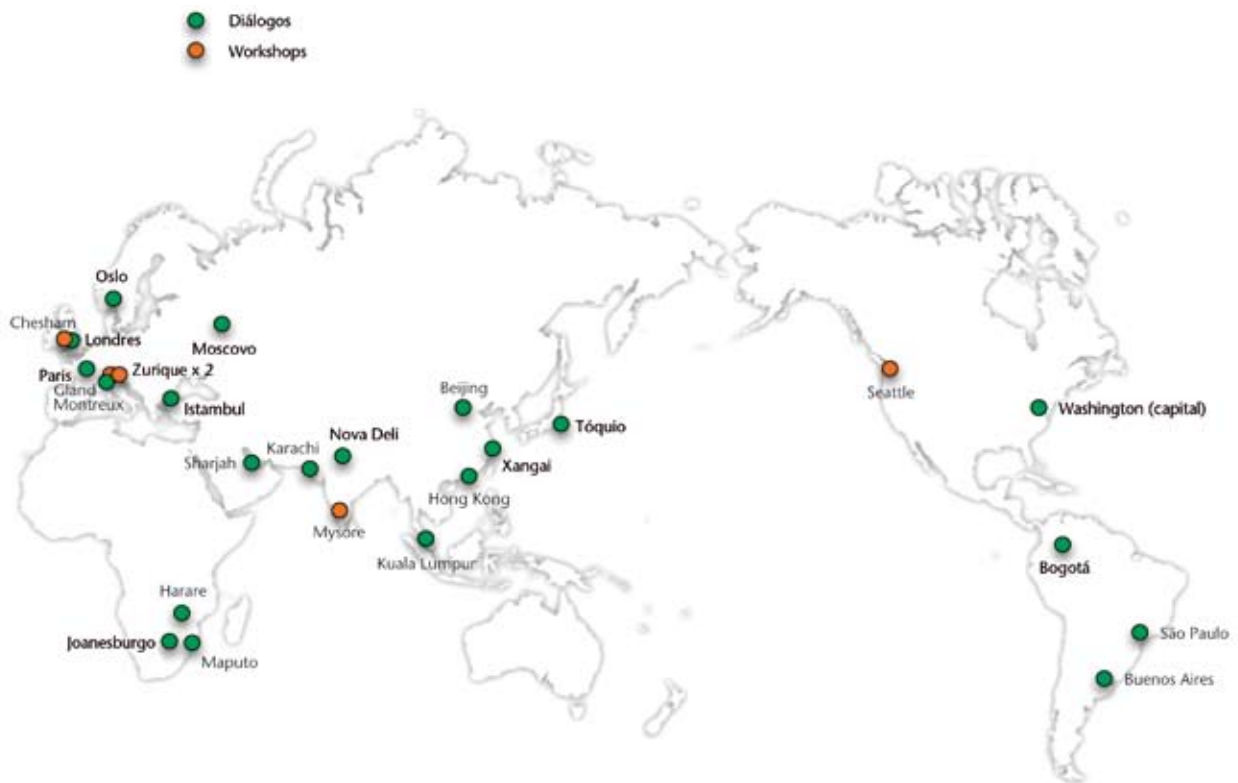 Diálogos
Workshops
Oslo
Chesham
Londres
Moscovo
Paris
Zurique x 2
Gland
Montreux
Istambul
Beijing
Seattle
Washington (capital)
Tóquio
Nova Deli
Karachi
Sharjah
Xangai
Hong Kong
Mysore
Kuala Lumpur
Bogotá
Harare
Joanesburgo
Maputo
São Paulo
Buenos Aires